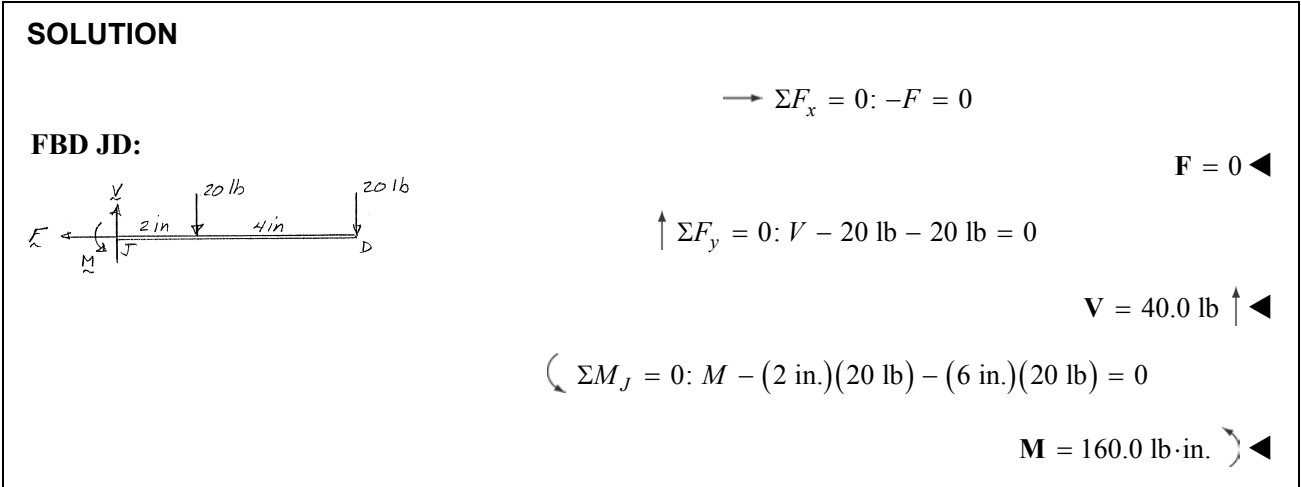 SOLUTION
→ ΣF_x = 0: −F = 0
FBD JD:
F = 0 ◀
V 20 lb 20 lb
F 2 in 4 in
J D
M
↑ ΣF_y = 0: V − 20 lb − 20 lb = 0
V = 40.0 lb ↑ ◀
ΣM_J = 0: M − (2 in.)(20 lb) − (6 in.)(20 lb) = 0
M = 160.0 lb·in. ◀